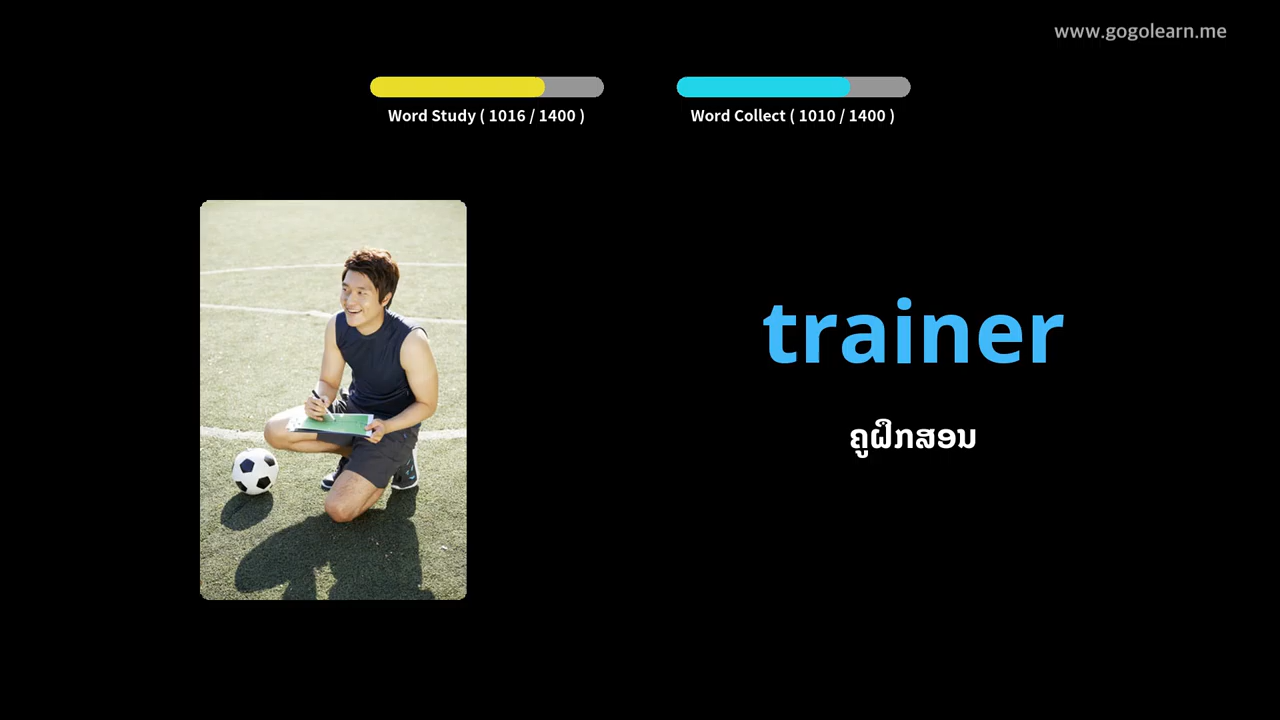 www.gogolearn.me
Word Study ( 1016 / 1400 )
Word Collect ( 1010 / 1400 )
trainer
ຄູຝຶກສອນ